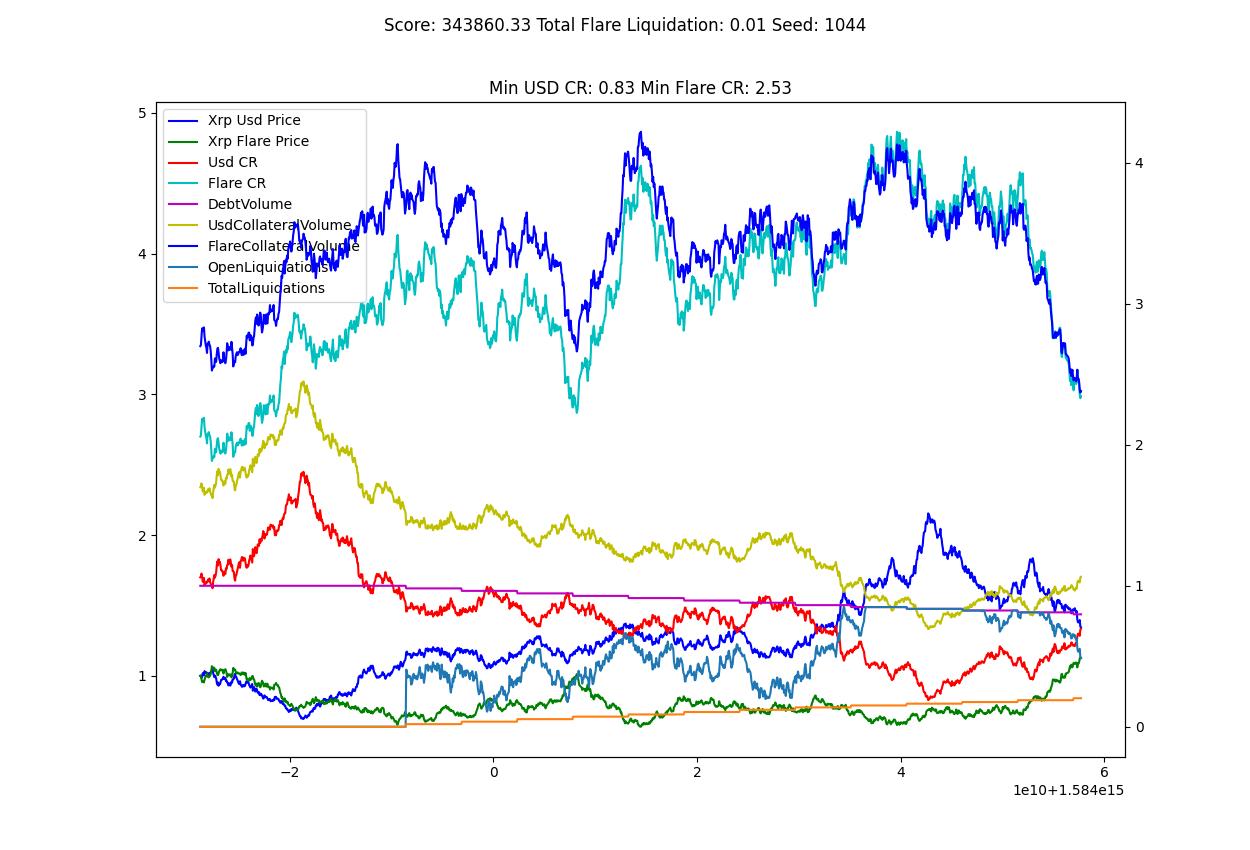 Score: 343860.33 Total Flare Liquidation: 0.01 Seed: 1044
Min USD CR: 0.83 Min Flare CR: 2.53
Xrp Usd Price
Xrp Flare Price
Usd CR
Flare CR
DebtVolume
UsdCollateralVolume
FlareCollateralVolume
OpenLiquidations
TotalLiquidations
5
4
3
2
1
4
3
2
1
0
−2
0
2
4
6
1e10+1.584e15